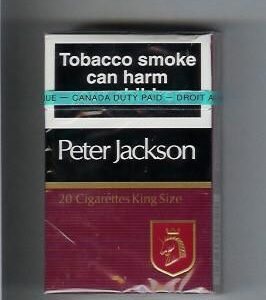 Tobacco smoke
can harm
UE — CANADA DUTY PAID — DROIT A
Peter Jackson
20 Cigarettes King Size